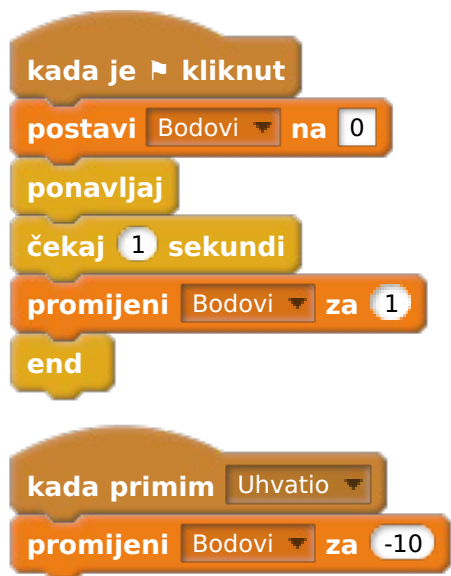 kada je ⚑ kliknut
postavi Bodovi na 0
ponavljaj
čekaj 1 sekundi
promijeni Bodovi za 1
end
kada primim Uhvatio
promijeni Bodovi za -10